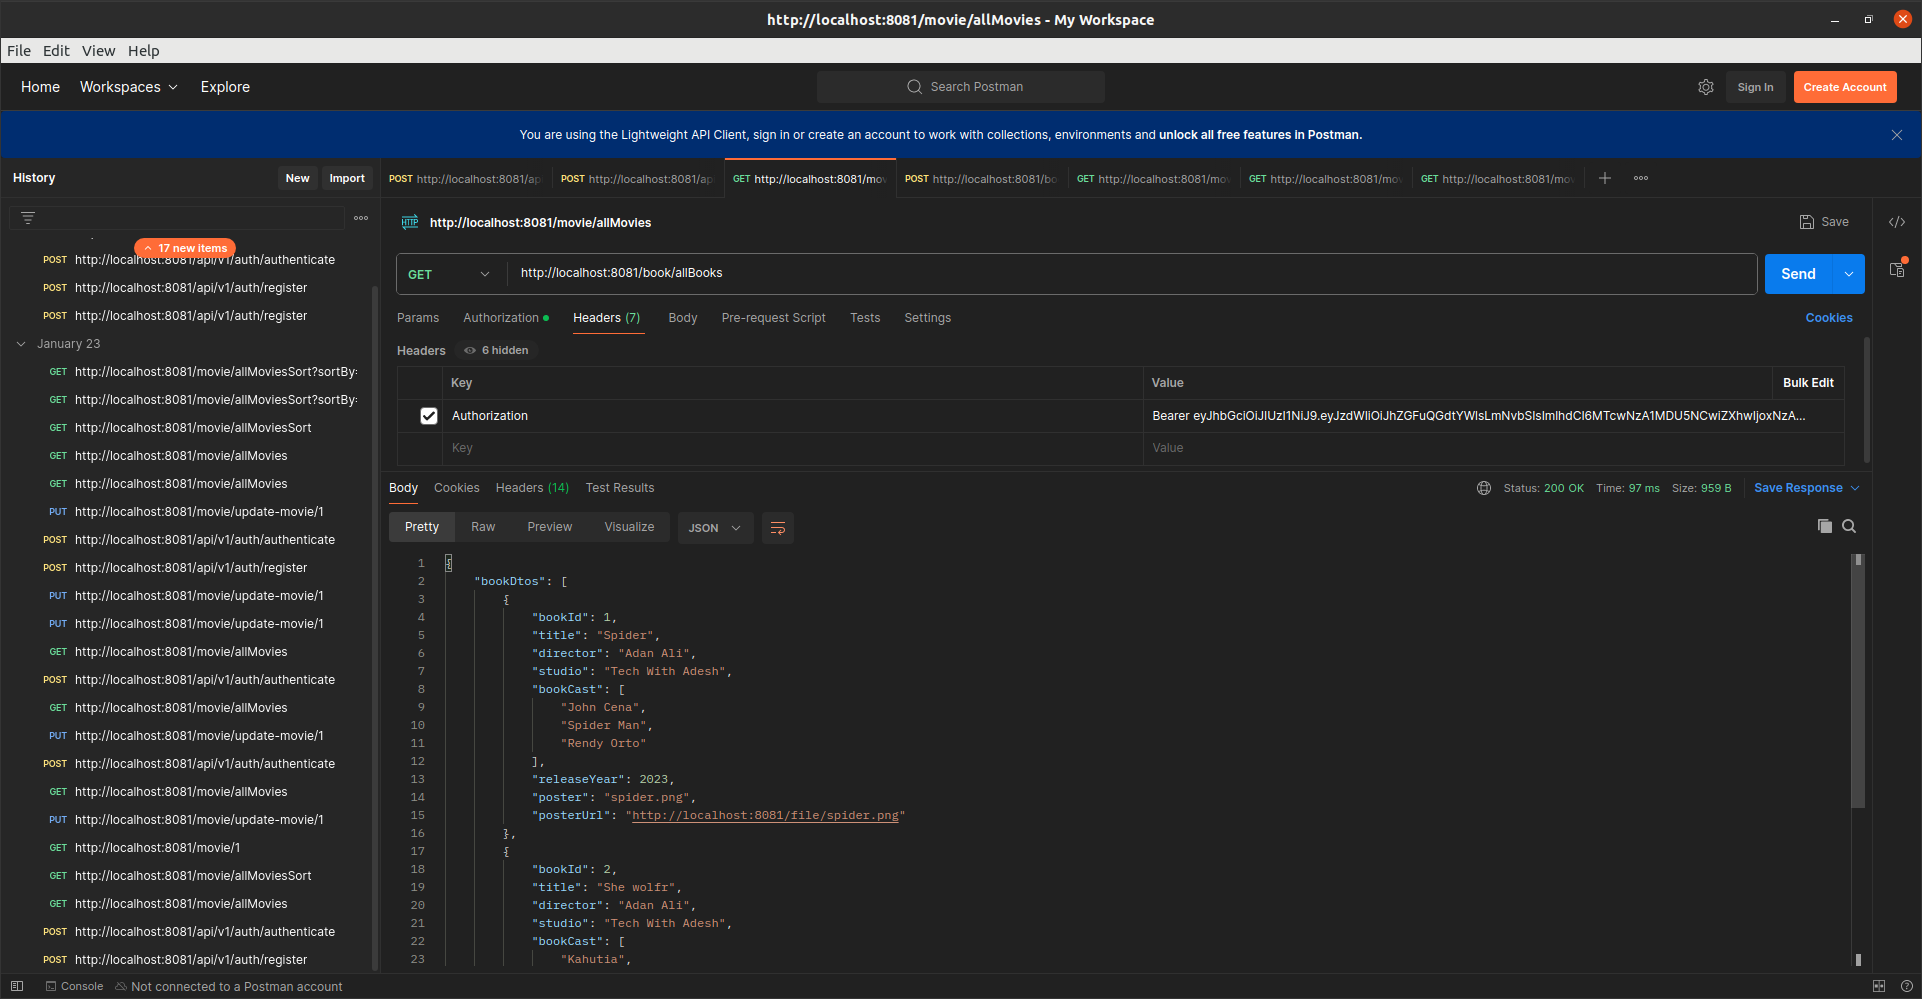 http://localhost:8081/movie/allMovies - My Workspace
File Edit View Help
Home Workspaces Explore
Search Postman
Sign In Create Account
You are using the Lightweight API Client, sign in or create an account to work with collections, environments and unlock all free features in Postman.
History New Import
17 new items
POST http://localhost:8081/api/v1/auth/authenticate
POST http://localhost:8081/api/v1/auth/register
POST http://localhost:8081/api/v1/auth/register
January 23
GET http://localhost:8081/movie/allMoviesSort?sortBy:
GET http://localhost:8081/movie/allMoviesSort?sortBy:
GET http://localhost:8081/movie/allMoviesSort
GET http://localhost:8081/movie/allMovies
GET http://localhost:8081/movie/allMovies
PUT http://localhost:8081/movie/update-movie/1
POST http://localhost:8081/api/v1/auth/authenticate
POST http://localhost:8081/api/v1/auth/register
PUT http://localhost:8081/movie/update-movie/1
PUT http://localhost:8081/movie/update-movie/1
GET http://localhost:8081/movie/allMovies
POST http://localhost:8081/api/v1/auth/authenticate
GET http://localhost:8081/movie/allMovies
PUT http://localhost:8081/movie/update-movie/1
POST http://localhost:8081/api/v1/auth/authenticate
GET http://localhost:8081/movie/allMovies
PUT http://localhost:8081/movie/update-movie/1
GET http://localhost:8081/movie/1
GET http://localhost:8081/movie/allMoviesSort
GET http://localhost:8081/movie/allMovies
POST http://localhost:8081/api/v1/auth/authenticate
POST http://localhost:8081/api/v1/auth/register
POST http://localhost:8081/ap POST http://localhost:8081/ap GET http://localhost:8081/mov POST http://localhost:8081/bo GET http://localhost:8081/mov GET http://localhost:8081/mov GET http://localhost:8081/mov
HTTP http://localhost:8081/movie/allMovies Save
GET http://localhost:8081/book/allBooks Send
Params Authorization Headers (7) Body Pre-request Script Tests Settings Cookies
Headers 6 hidden
Key Value Bulk Edit
Authorization Bearer eyJhbGciOiJIUzI1NiJ9.eyJzdWIiOiJhZGFuQGdtYWlsLmNvbSIsImlhdCI6MTcwNzA1MDU5NCwiZXhwIjoxNzA...
Key Value
Body Cookies Headers (14) Test Results Status: 200 OK Time: 97 ms Size: 959 B Save Response
Pretty Raw Preview Visualize JSON
1 {
2 "bookDtos": [
3 {
4 "bookId": 1,
5 "title": "Spider",
6 "director": "Adan Ali",
7 "studio": "Tech With Adesh",
8 "bookCast": [
9 "John Cena",
10 "Spider Man",
11 "Rendy Orto"
12 ],
13 "releaseYear": 2023,
14 "poster": "spider.png",
15 "posterUrl": "http://localhost:8081/file/spider.png"
16 },
17 {
18 "bookId": 2,
19 "title": "She wolfr",
20 "director": "Adan Ali",
21 "studio": "Tech With Adesh",
22 "bookCast": [
23 "Kahutia",
Console Not connected to a Postman account